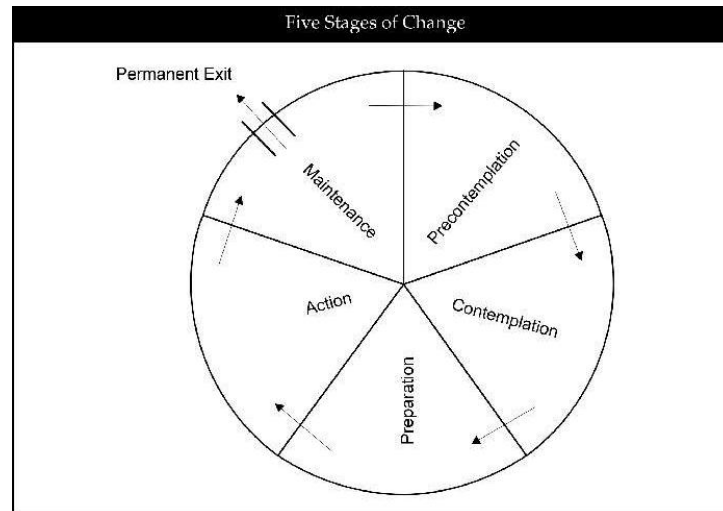 Five Stages of Change
Permanent Exit
Maintenance
Precontemplation
Action
Contemplation
Preparation